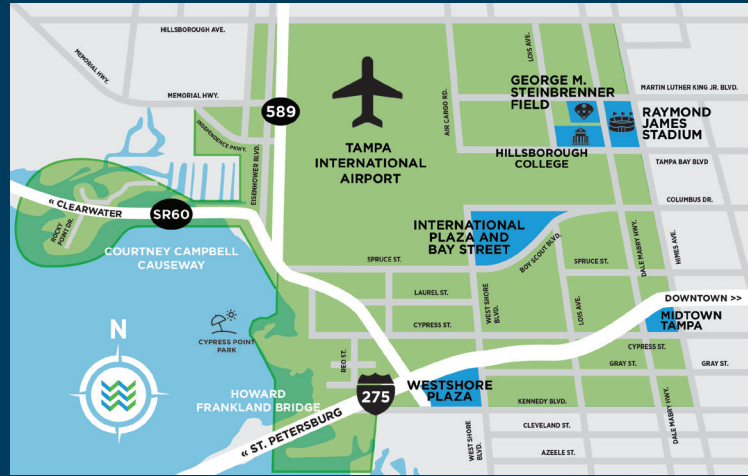 HILLSBOROUGH AVE.
MEMORIAL HWY.
LOIS AVE.
GEORGE M.
STEINBRENNER
FIELD
MARTIN LUTHER KING JR. BLVD.
MEMORIAL HWY.
589
AIR CARGO RD.
RAYMOND
JAMES
STADIUM
INDEPENDENCE PKWY.
TAMPA
INTERNATIONAL
AIRPORT
HILLSBOROUGH
COLLEGE
TAMPA BAY BLVD
EISENHOWER BLVD.
« CLEARWATER
SR60
COLUMBUS DR.
ROCKY
POINT DR.
COURTNEY CAMPBELL
CAUSEWAY
INTERNATIONAL
PLAZA AND
BAY STREET
BOY SCOUT BLVD.
DALE MABRY HWY.
HIMES AVE.
SPRUCE ST.
SPRUCE ST.
LAUREL ST.
WEST SHORE
BLVD.
LOIS AVE.
DOWNTOWN >>
MIDTOWN
TAMPA
CYPRESS ST.
N
CYPRESS POINT
PARK
REO ST.
CYPRESS ST.
GRAY ST.
GRAY ST.
HOWARD
FRANKLAND BRIDGE
275
WESTSHORE
PLAZA
KENNEDY BLVD.
DALE MABRY HWY.
« ST. PETERSBURG
WEST SHORE
BLVD.
CLEVELAND ST.
AZEELE ST.